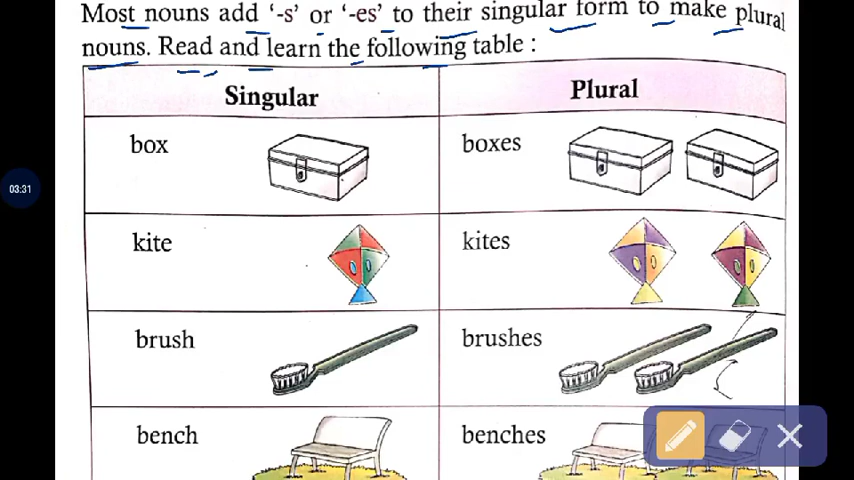 Most nouns add ‘-s’ or ‘-es’ to their singular form to make plural
nouns. Read and learn the following table :
Singular Plural
box boxes
03:31
kite kites
brush brushes
bench benches